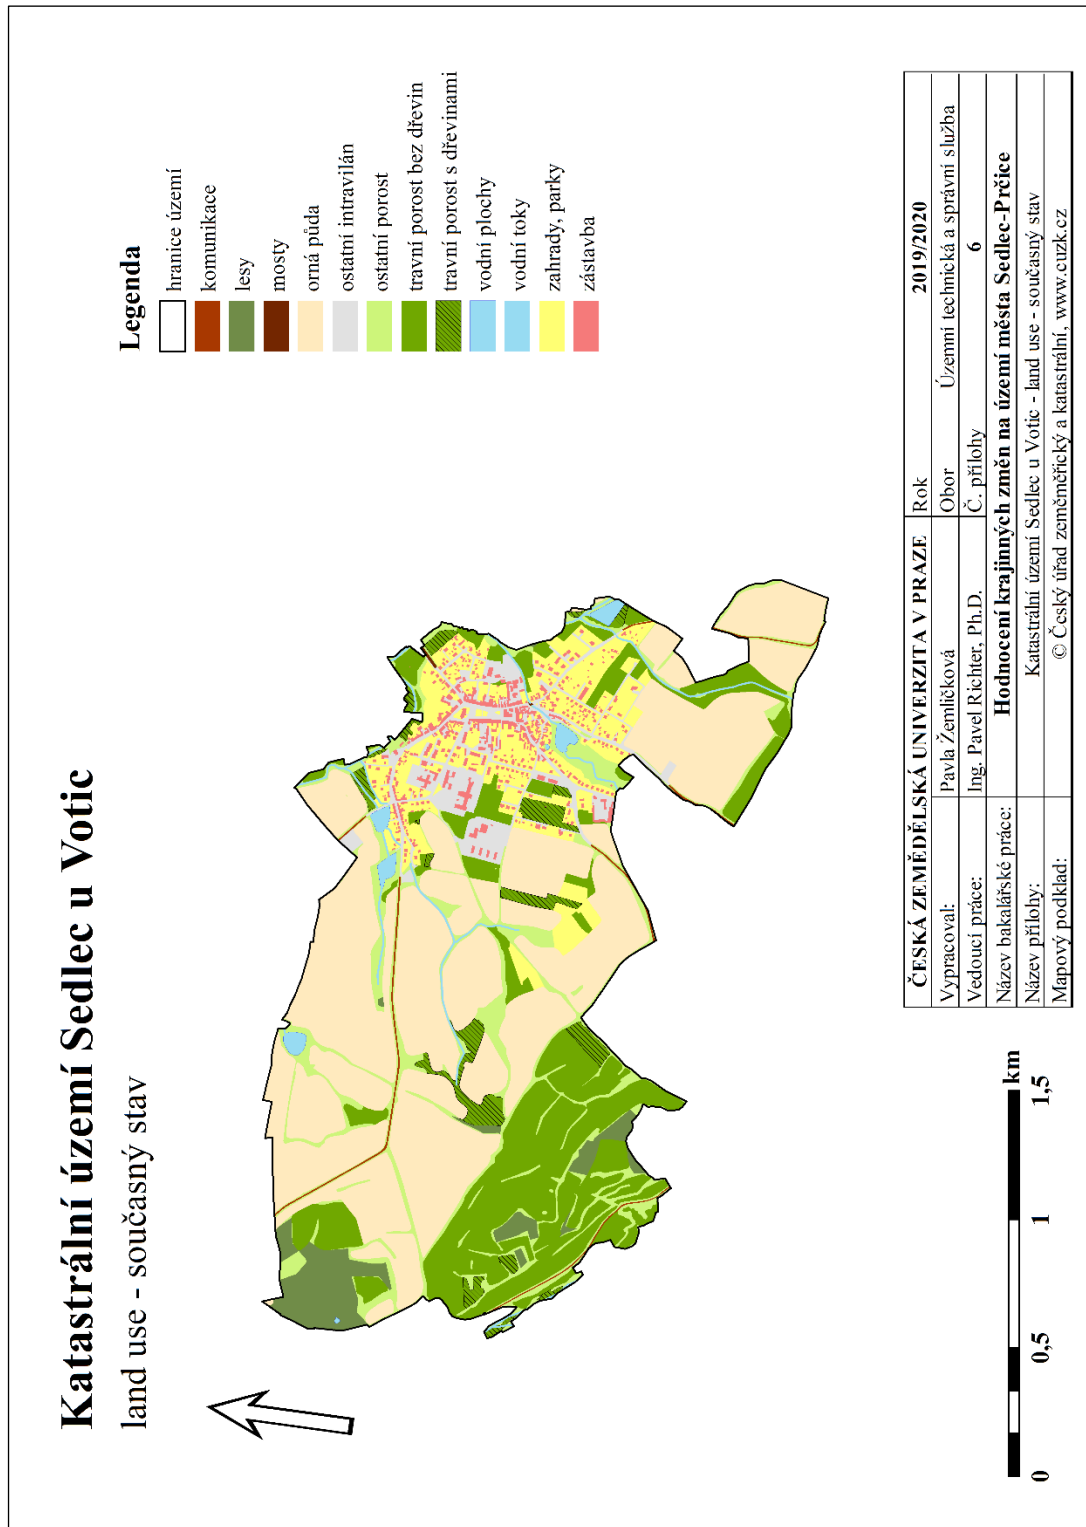 Katastrální území Sedlec u Votic
land use - současný stav
Legenda
hranice území
komunikace
lesy
mosty
orná půda
ostatní intravilán
ostatní porost
travní porost bez dřevin
travní porost s dřevinami
vodní plochy
vodní toky
zahrady, parky
zástavba
0 0,5 1 1,5
km
ČESKÁ ZEMĚDĚLSKÁ UNIVERZITA V PRAZE Rok 2019/2020
Vypracoval: Pavla Žemličková Obor Územní technická a správní služba
Vedoucí práce: Ing. Pavel Richter, Ph.D. Č. přílohy 6
Název bakalářské práce: Hodnocení krajinných změn na území města Sedlec-Prčice
Název přílohy: Katastrální území Sedlec u Votic - land use - současný stav
Mapový podklad: © Český úřad zeměměřický a katastrální, www.cuzk.cz